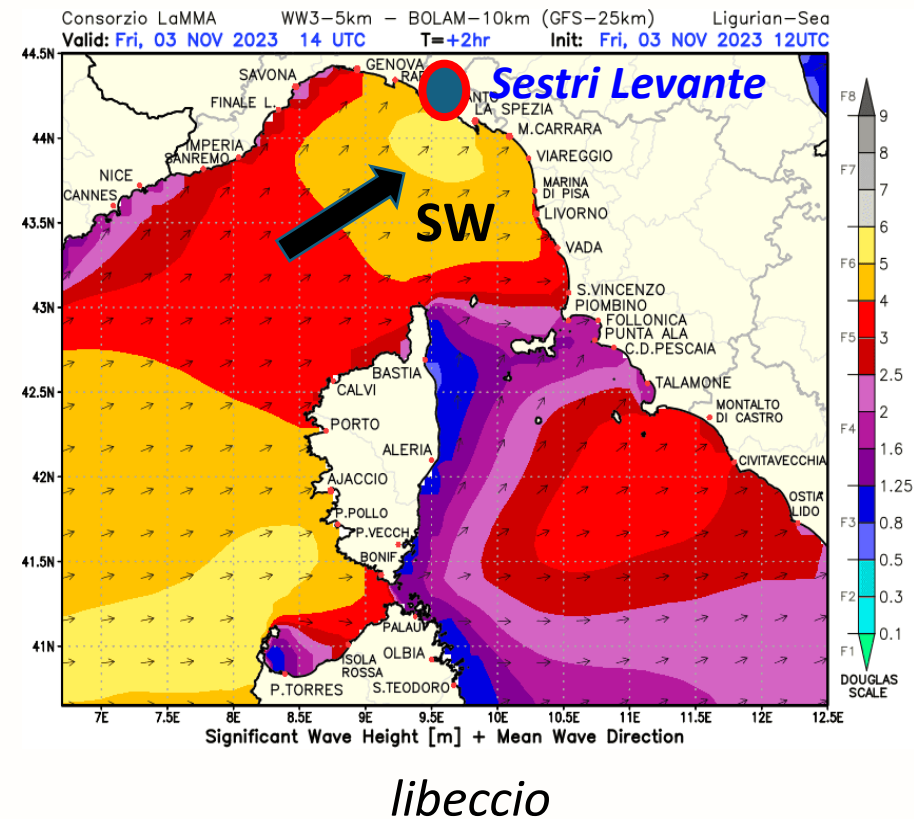 Consorzio LaMMA WW3-5km - BOLAM-10km (GFS-25km) Ligurian-Sea
Valid: Fri, 03 NOV 2023 14 UTC T=+2hr Init: Fri, 03 NOV 2023 12UTC
44.5N
44N
43.5N
43N
42.5N
42N
41.5N
41N
GENOVA
SAVONA
Sestri Levante
FINALE L.
LA SPEZIA
M.CARRARA
IMPERIA
SANREMO
VIAREGGIO
NICE
CANNES
MARINA
DI PISA
LIVORNO
SW
VADA
S.VINCENZO
PIOMBINO
FOLLONICA
PUNTA ALA
C.D.PESCAIA
BASTIA
CALVI
TALAMONE
MONTALTO
DI CASTRO
PORTO
ALERIA
CIVITAVECCHIA
AJACCIO
OSTIA
LIDO
P.POLLO
P.VECCH
BONIF
PALAU
OLBIA
ISOLA
ROSSA
P.TORRES
S.TEODORO
F8
9
8
F7
7
6
F6
5
4
F5
3
2.5
2
F4
1.6
1.25
F3
0.8
0.5
F2
0.3
0.1
F1
DOUGLAS
SCALE
7E 7.5E 8E 8.5E 9E 9.5E 10E 10.5E 11E 11.5E 12E 12.5E
Significant Wave Height [m] + Mean Wave Direction
libeccio